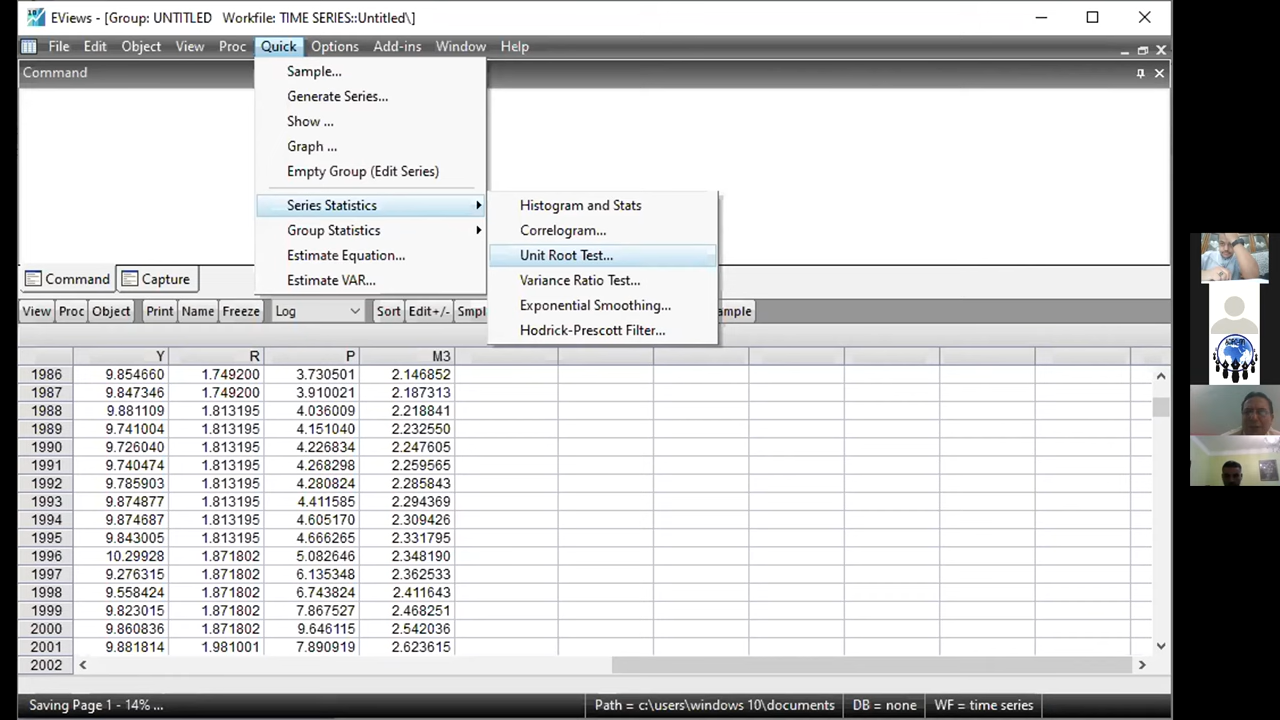 EViews - [Group: UNTITLED Workfile: TIME SERIES::Untitled\]
File Edit Object View Proc Quick Options Add-ins Window Help
Command
Sample...
Generate Series...
Show ...
Graph ...
Empty Group (Edit Series)
Series Statistics
Group Statistics
Estimate Equation...
Estimate VAR...
Histogram and Stats
Correlogram...
Unit Root Test...
Variance Ratio Test...
Exponential Smoothing...
Hodrick-Prescott Filter...
Command Capture
View Proc Object Print Name Freeze Log Sort Edit+/- Smpl ample
Y R P M3
1986 9.854660 1.749200 3.730501 2.146852
1987 9.847346 1.749200 3.910021 2.187313
1988 9.881109 1.813195 4.036009 2.218841
1989 9.741004 1.813195 4.151040 2.232550
1990 9.726040 1.813195 4.226834 2.247605
1991 9.740474 1.813195 4.268298 2.259565
1992 9.785903 1.813195 4.280824 2.285843
1993 9.874877 1.813195 4.411585 2.294369
1994 9.874687 1.813195 4.605170 2.309426
1995 9.843005 1.813195 4.666265 2.331795
1996 10.29928 1.871802 5.082646 2.348190
1997 9.276315 1.871802 6.135348 2.362533
1998 9.558424 1.871802 6.743824 2.411643
1999 9.823015 1.871802 7.867527 2.468251
2000 9.860836 1.871802 9.646115 2.542036
2001 9.881814 1.981001 7.890919 2.623615
2002
Saving Page 1 - 14% ... Path = c:\users\windows 10\documents DB = none WF = time series